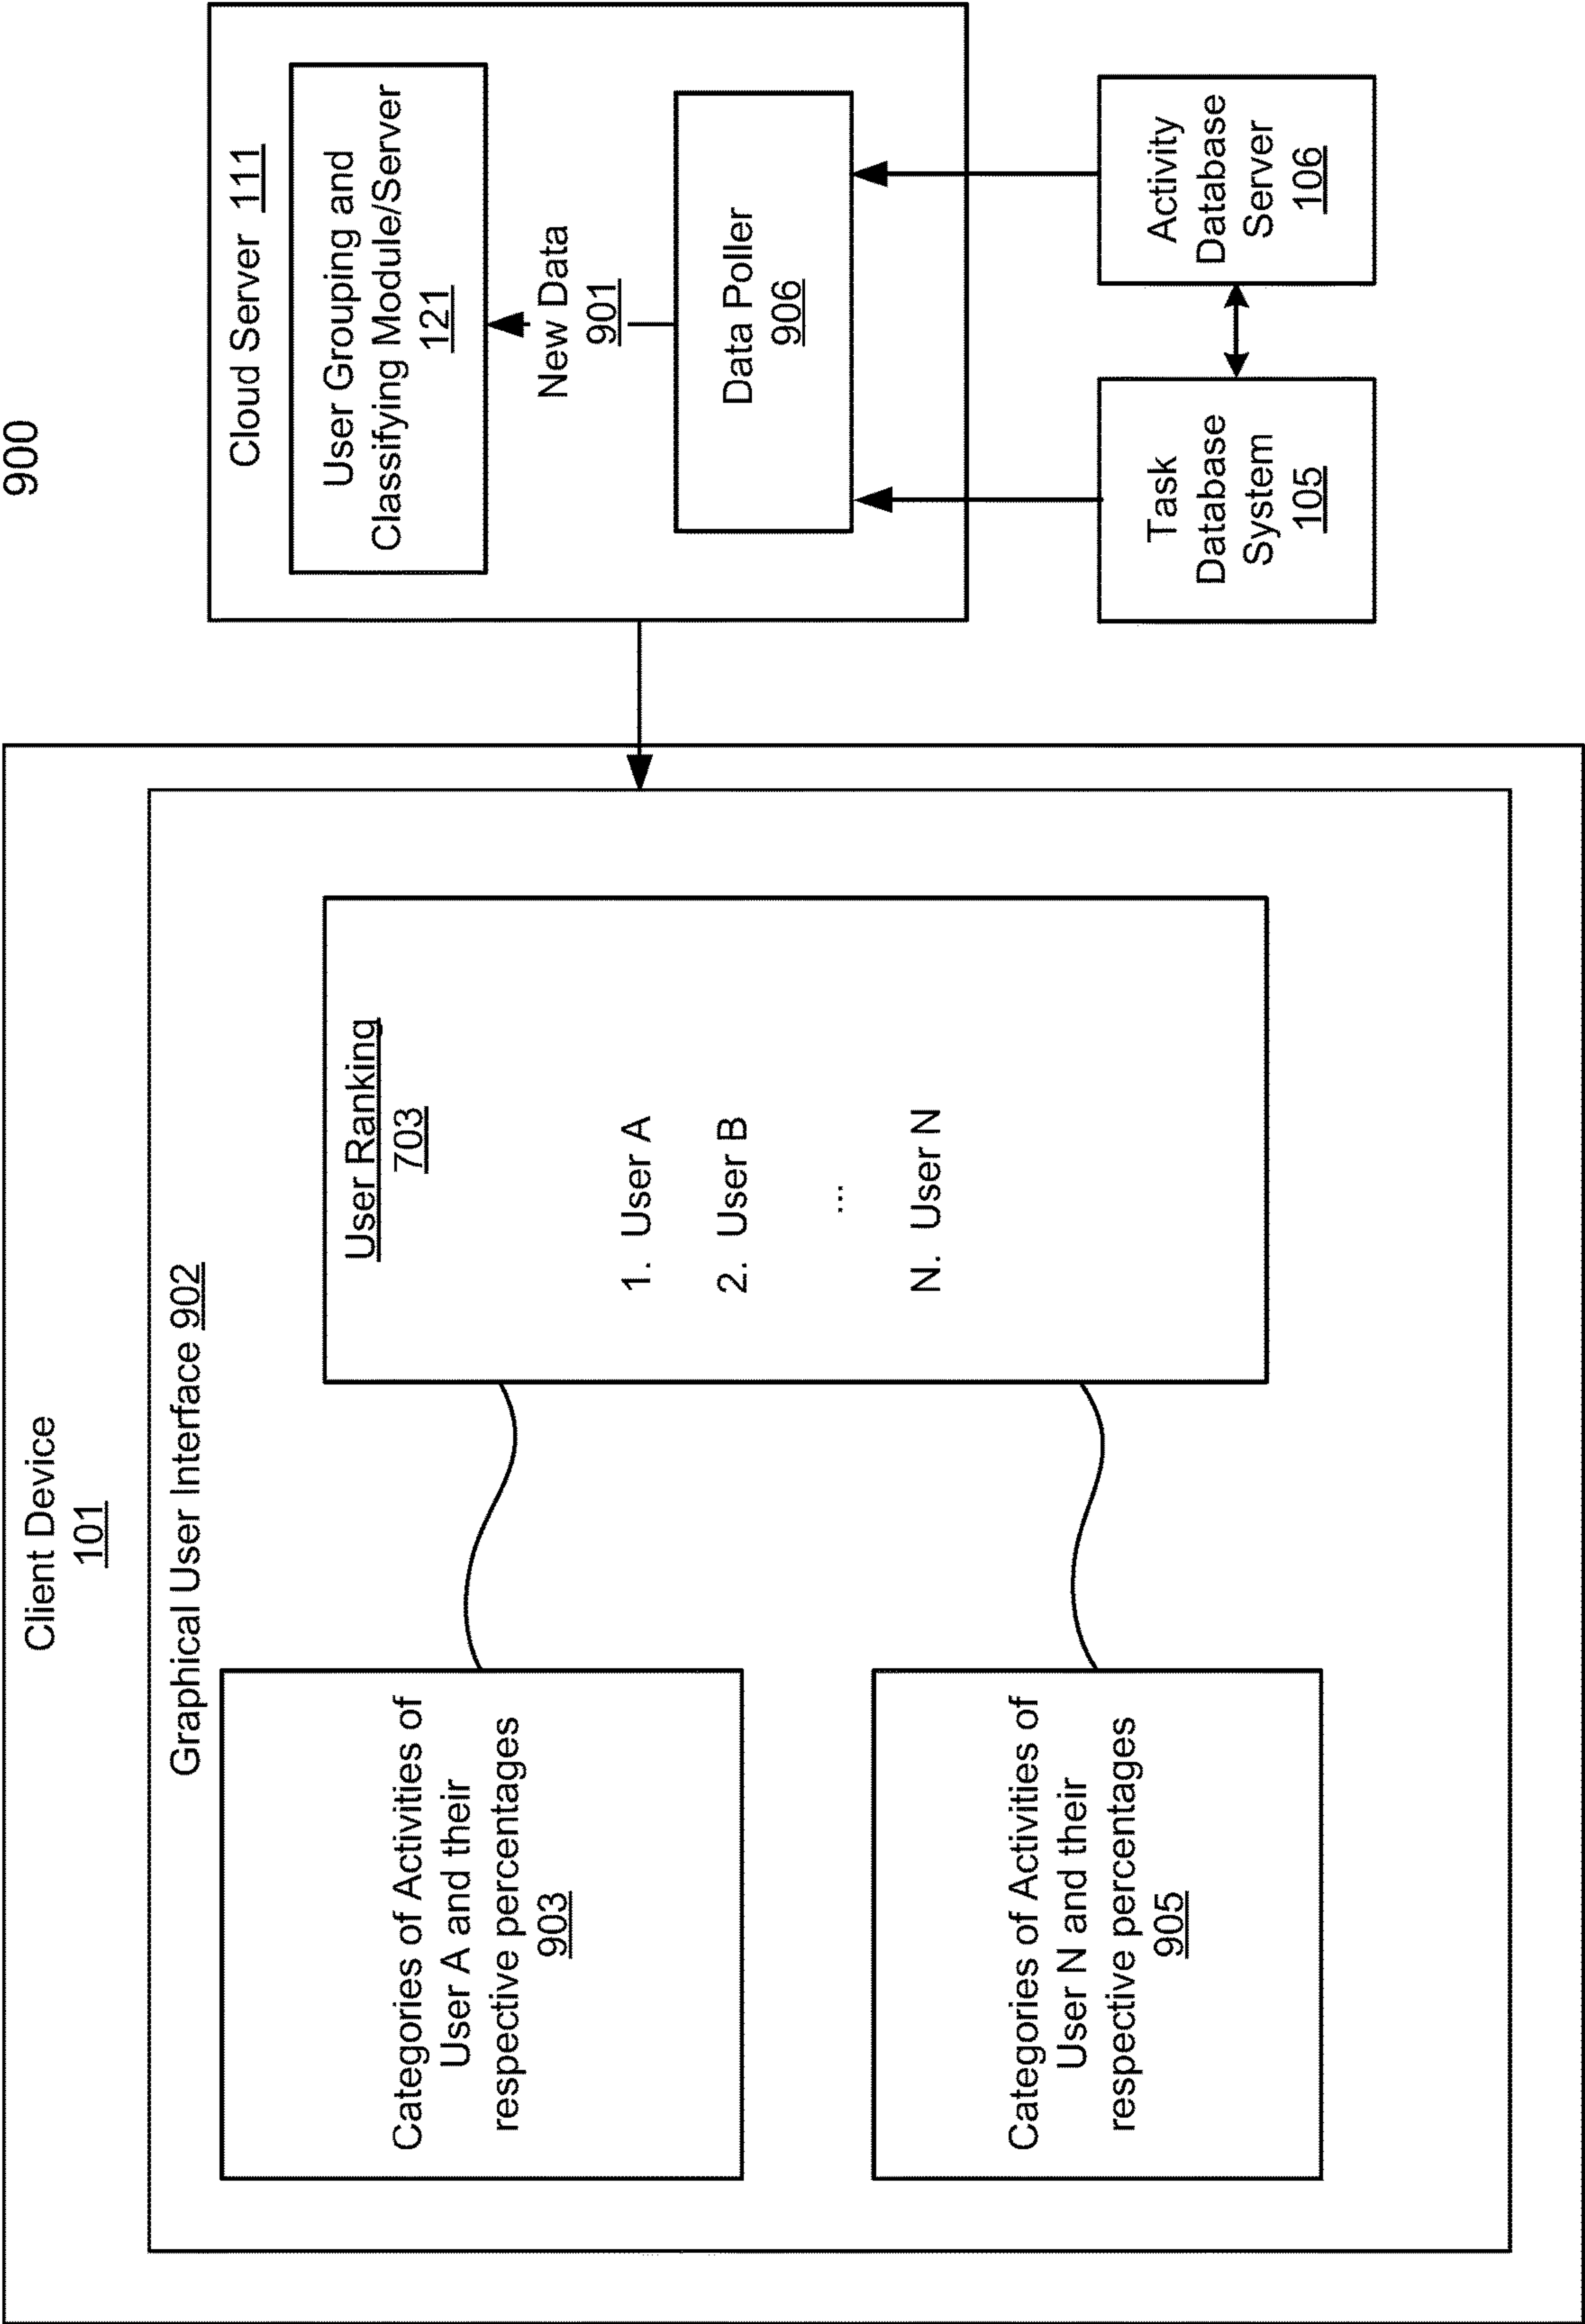 900
Client Device
101
Graphical User Interface 902
Categories of Activities of
User A and their
respective percentages
903
Categories of Activities of
User N and their
respective percentages
905
User Ranking
703
1. User A
2. User B
...
N. User N
Cloud Server 111
User Grouping and
Classifying Module/Server
121
New Data
901
Data Poller
906
Task
Database
System
105
Activity
Database
Server
106